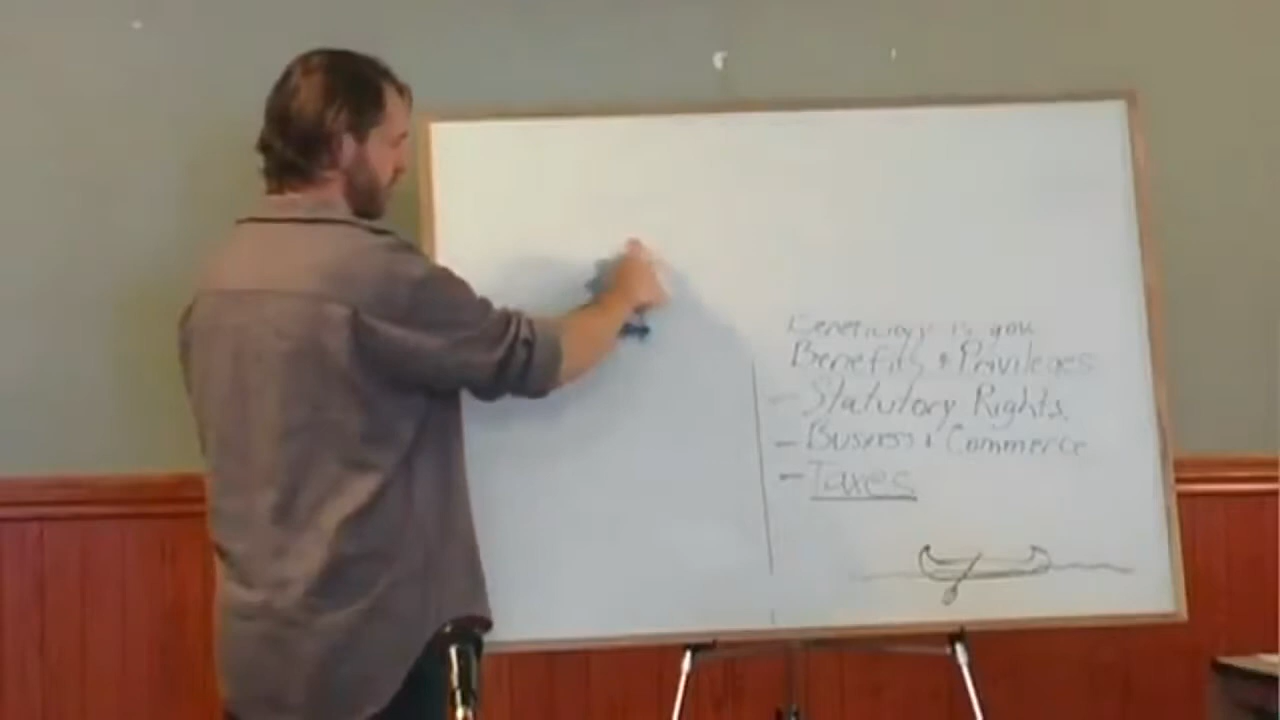 is you
Benefits + Privileges
- Statutory Rights.
- Business + Commerce
- Taxes